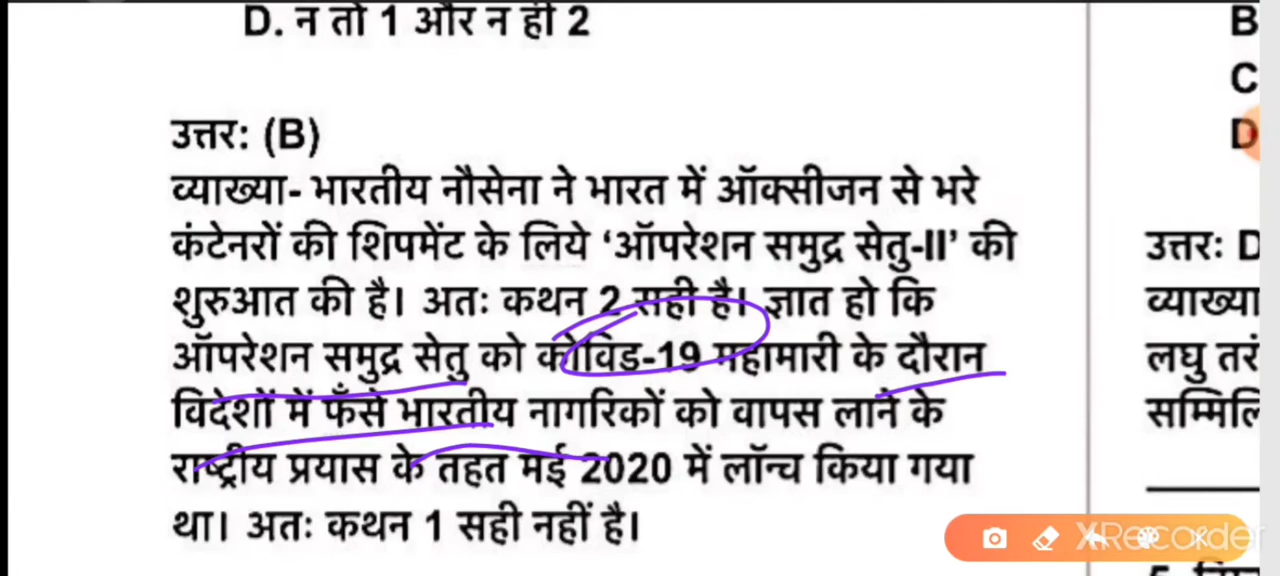 D. न तो 1 और न ही 2
उत्तर: (B)
व्याख्या- भारतीय नौसेना ने भारत में ऑक्सीजन से भरे
कंटेनरों की शिपमेंट के लिये ‘ऑपरेशन समुद्र सेतु-II’ की
शुरुआत की है। अतः कथन 2 सही है। ज्ञात हो कि
ऑपरेशन समुद्र सेतु को कोविड-19 महामारी के दौरान
विदेशों में फँसे भारतीय नागरिकों को वापस लाने के
राष्ट्रीय प्रयास के तहत मई 2020 में लॉन्च किया गया
था। अतः कथन 1 सही नहीं है।
B
C
D
उत्तर: D
व्याख्या
लघु तरं
सम्मिलि
XRecorder